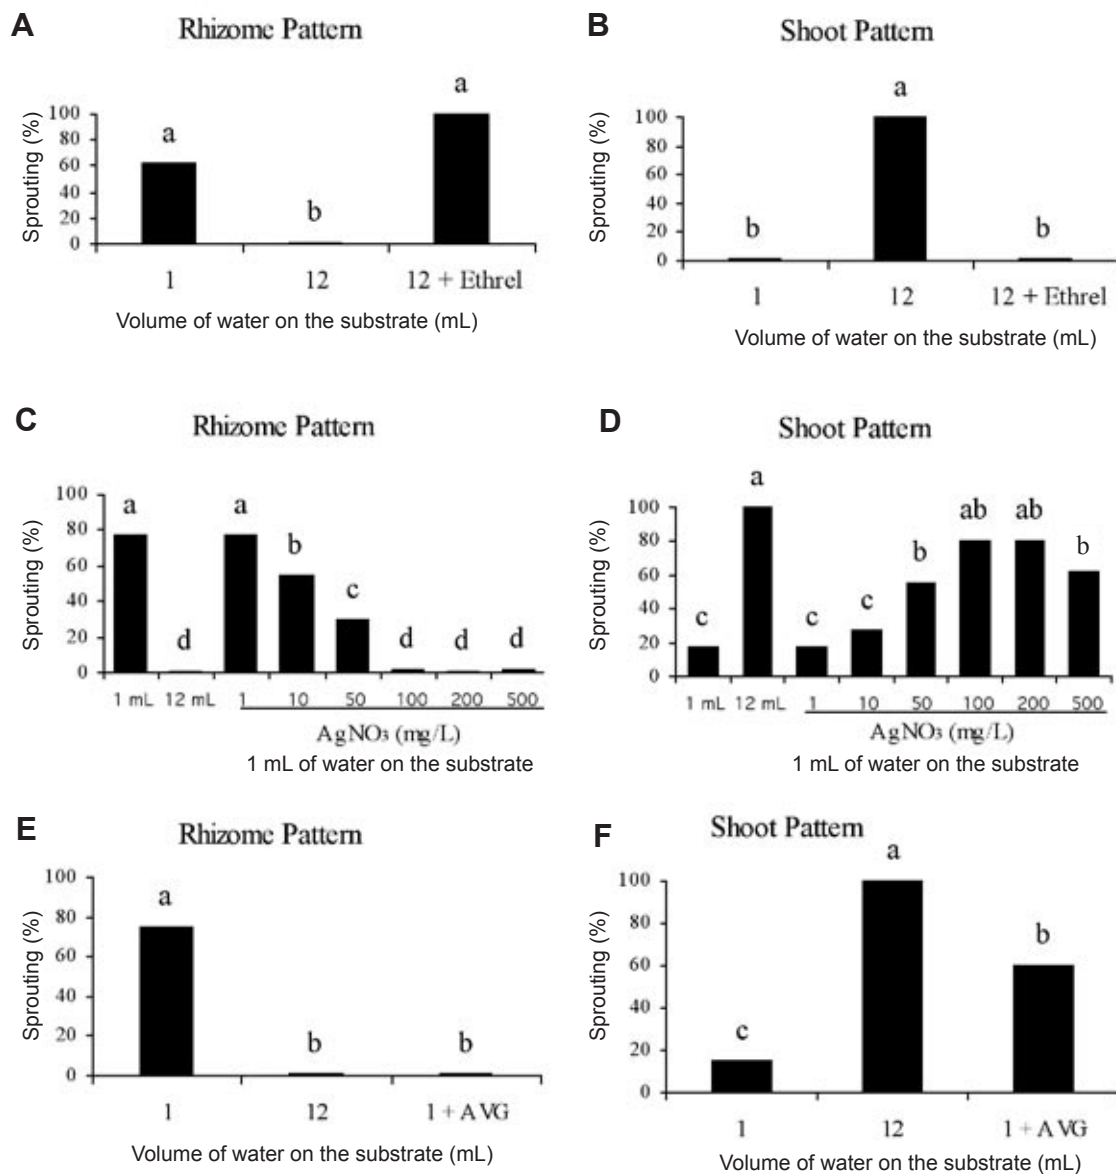 A
Rhizome Pattern
Sprouting (%)
100
80
60
40
20
0
a
b
a
1 12 12 + Ethrel
Volume of water on the substrate (mL)
B
Shoot Pattern
Sprouting (%)
100
80
60
40
20
0
b
a
b
1 12 12 + Ethrel
Volume of water on the substrate (mL)
C
Rhizome Pattern
Sprouting (%)
100
80
60
40
20
0
a
d
a
b
c
d
d
d
1 mL 12 mL 1 10 50 100 200 500
AgNO₃ (mg/L)
1 mL of water on the substrate
D
Shoot Pattern
Sprouting (%)
100
80
60
40
20
0
c
a
c
c
b
ab
ab
b
1 mL 12 mL 1 10 50 100 200 500
AgNO₃ (mg/L)
1 mL of water on the substrate
E
Rhizome Pattern
Sprouting (%)
100
80
60
40
20
0
a
b
b
1 12 1 + AVG
Volume of water on the substrate (mL)
F
Shoot Pattern
Sprouting (%)
100
80
60
40
20
0
c
a
b
1 12 1 + AVG
Volume of water on the substrate (mL)